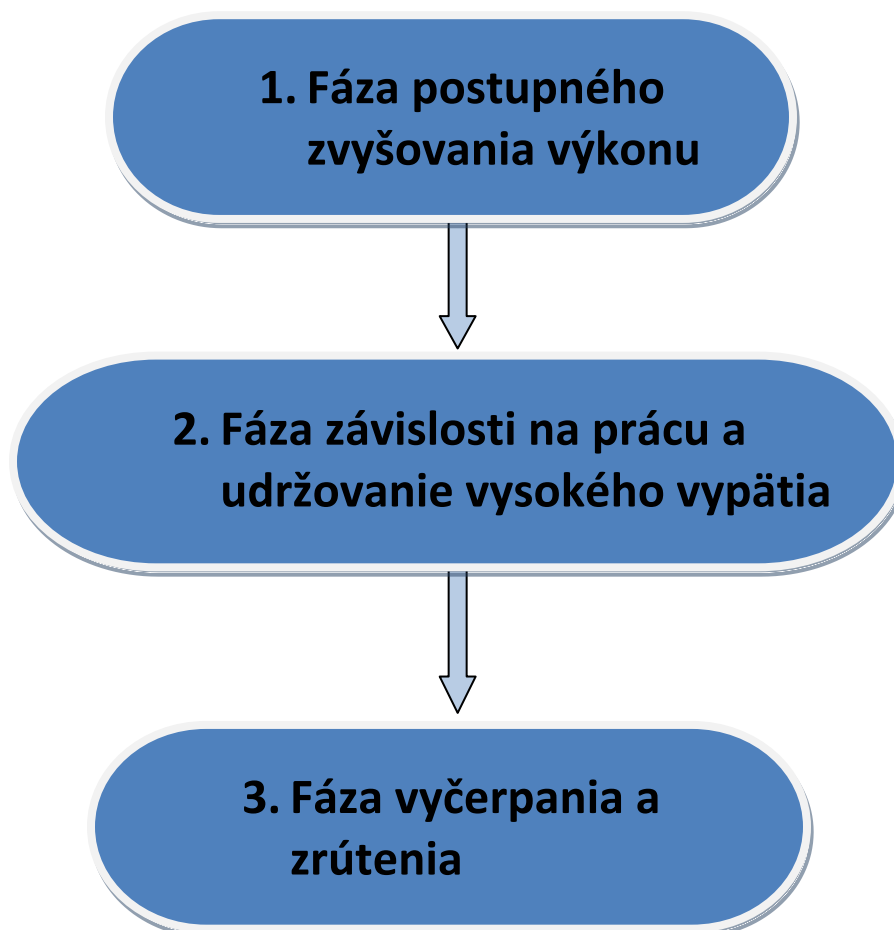 1. Fáza postupného
zvyšovania výkonu
2. Fáza závislosti na prácu a
udržovanie vysokého vypätia
3. Fáza vyčerpania a
zrútenia